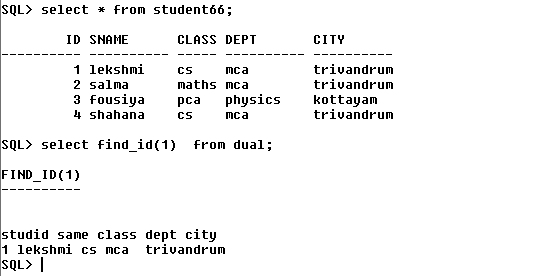 SQL> select * from student66;
ID SNAME CLASS DEPT CITY
---------- ---------- ----- ---------- ----------
1 lekshmi cs mca trivandrum
2 salma maths mca trivandrum
3 fousiya pca physics kottayam
4 shahana cs mca trivandrum
SQL> select find_id(1) from dual;
FIND_ID(1)
----------
studid same class dept city
1 lekshmi cs mca trivandrum
SQL>